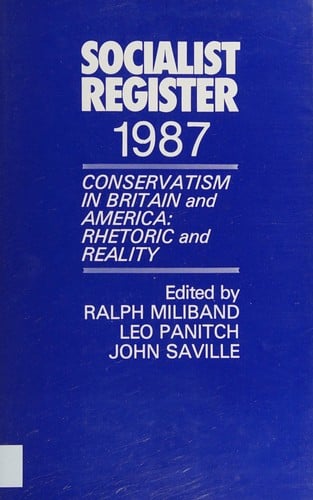 SOCIALIST
REGISTER
1987
CONSERVATISM
IN BRITAIN and
AMERICA:
RHETORIC and
REALITY
Edited by
RALPH MILIBAND
LEO PANITCH
JOHN SAVILLE